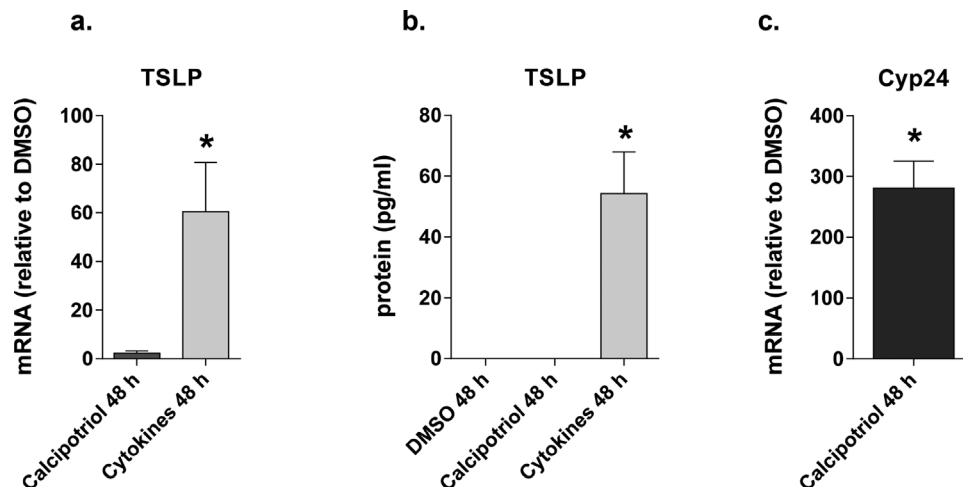 a.
TSLP
mRNA (relative to DMSO)
100
80
60
40
20
0
*
Calcipotriol 48 h
Cytokines 48 h
b.
TSLP
protein (pg/ml)
80
60
40
20
0
*
DMSO 48 h
Calcipotriol 48 h
Cytokines 48 h
c.
Cyp24
mRNA (relative to DMSO)
400
300
200
100
0
*
Calcipotriol 48 h